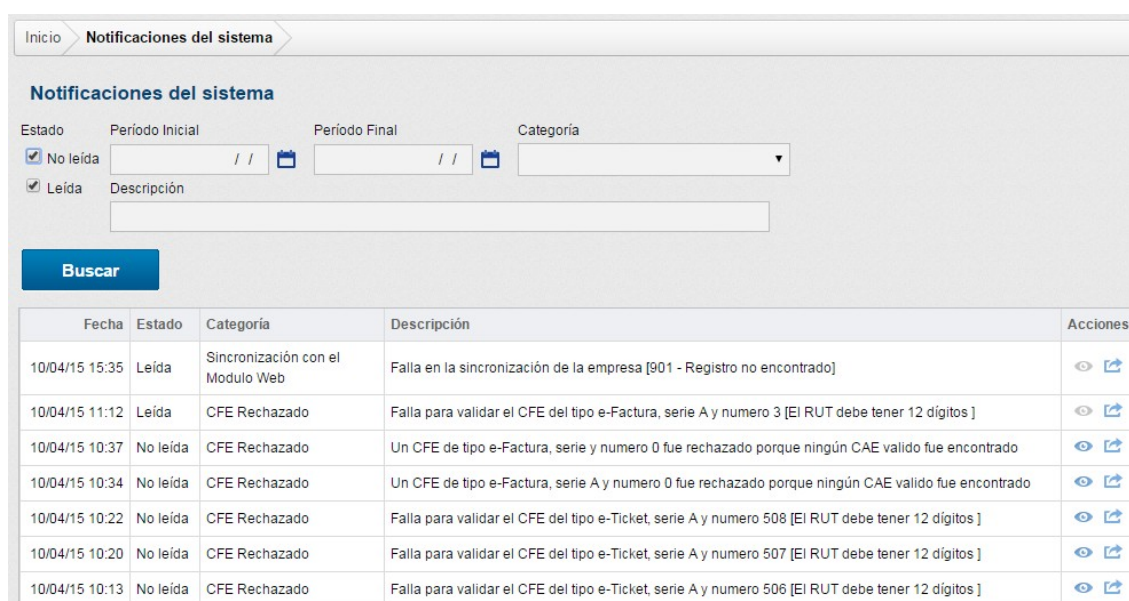 Inicio Notificaciones del sistema
Notificaciones del sistema
Estado Período Inicial Período Final Categoría
No leída / / / /
Leída Descripción
Buscar
Fecha Estado Categoría Descripción Acciones
10/04/15 15:35 Leída Sincronización con el Modulo Web Falla en la sincronización de la empresa [901 - Registro no encontrado]
10/04/15 11:12 Leída CFE Rechazado Falla para validar el CFE del tipo e-Factura, serie A y numero 3 [El RUT debe tener 12 dígitos ]
10/04/15 10:37 No leída CFE Rechazado Un CFE de tipo e-Factura, serie y numero 0 fue rechazado porque ningún CAE valido fue encontrado
10/04/15 10:34 No leída CFE Rechazado Un CFE de tipo e-Factura, serie A y numero 0 fue rechazado porque ningún CAE valido fue encontrado
10/04/15 10:22 No leída CFE Rechazado Falla para validar el CFE del tipo e-Ticket, serie A y numero 508 [El RUT debe tener 12 dígitos ]
10/04/15 10:20 No leída CFE Rechazado Falla para validar el CFE del tipo e-Ticket, serie A y numero 507 [El RUT debe tener 12 dígitos ]
10/04/15 10:13 No leída CFE Rechazado Falla para validar el CFE del tipo e-Ticket, serie A y numero 506 [El RUT debe tener 12 dígitos ]